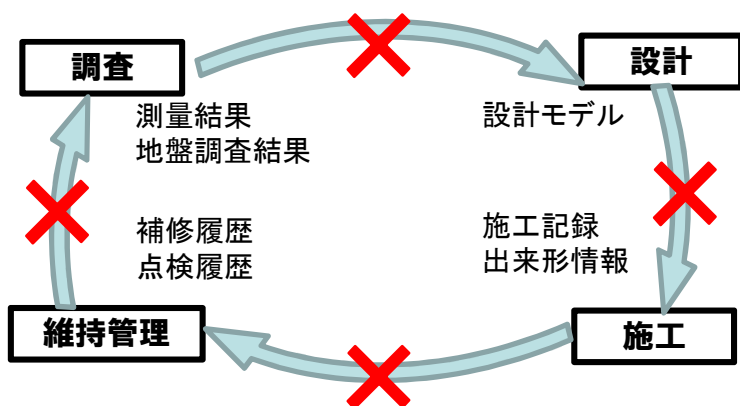 調査
設計
測量結果
地盤調査結果
設計モデル
補修履歴
点検履歴
施工記録
出来形情報
維持管理
施工